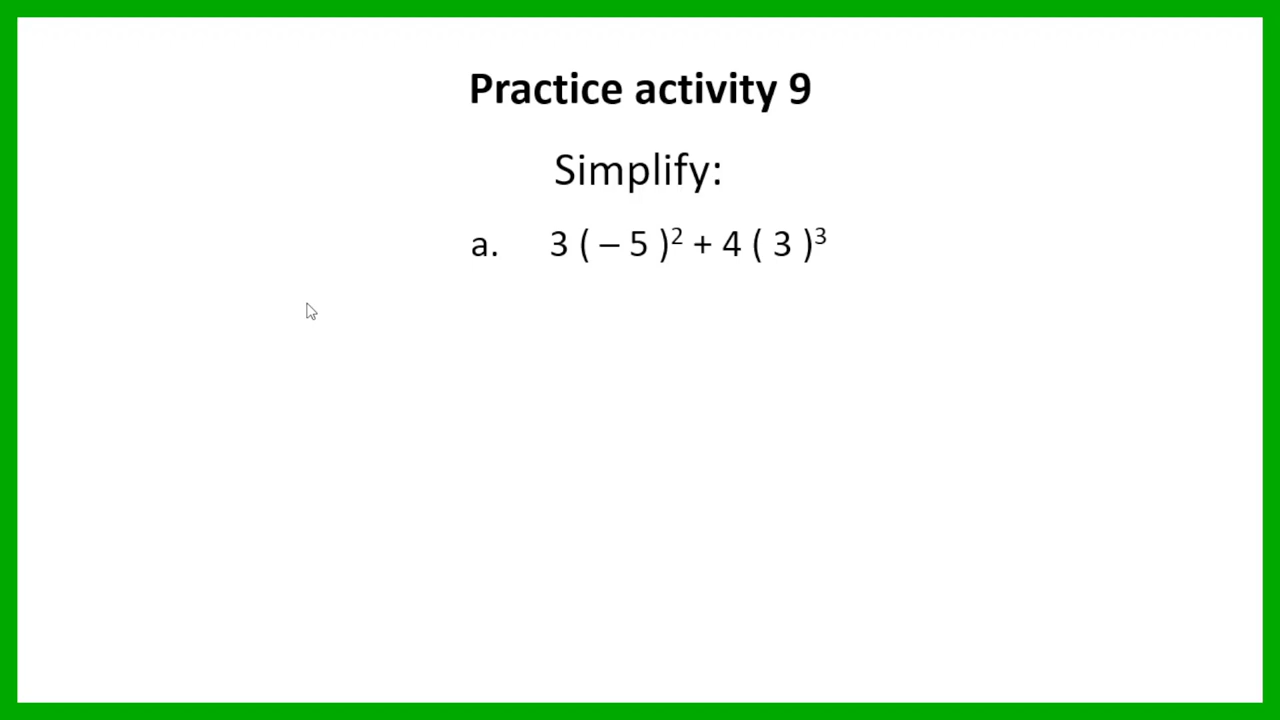 Practice activity 9
Simplify:
a. 3 ( – 5 )² + 4 ( 3 )³